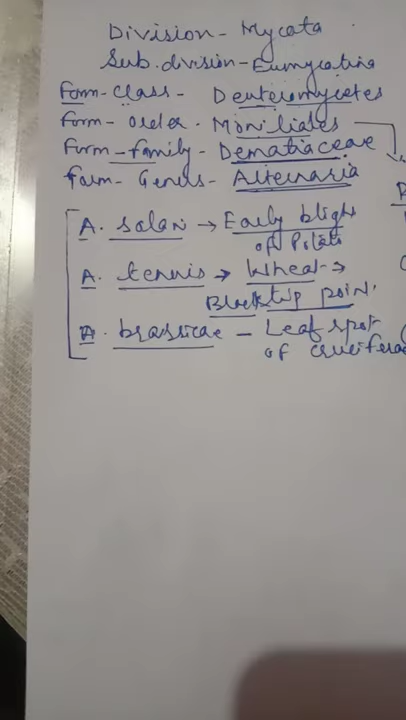 Division - Mycota
Sub.division - Eumycotina
Form-class - Deuteromycetes
Form-order - Moniliales
Form-family - Dematiaceae
Form-Genus - Alternaria
A. solani → Early blight
of Potato
A. tennis → Wheat →
Black tip point.
A. brassicae - Leaf spot
of cruciferae